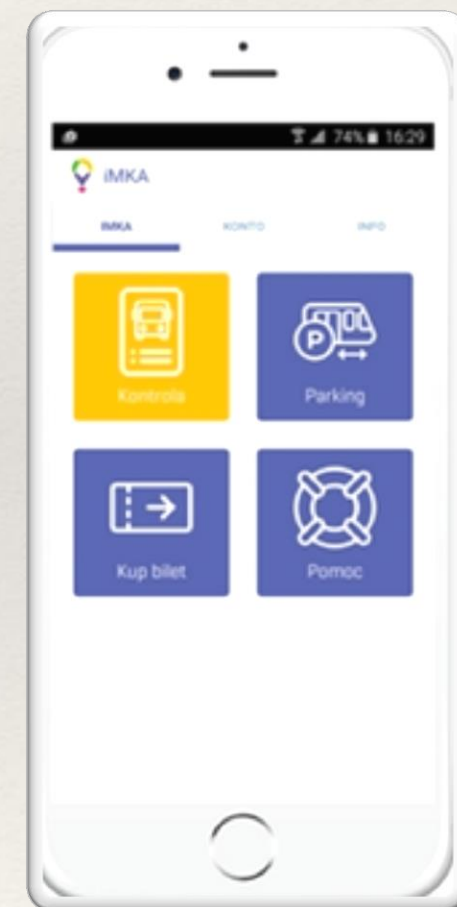 74% 16:29
iMKA
IMKA KONTO INFO
Kontrola
P
Parking
Kup bilet
Pomoc